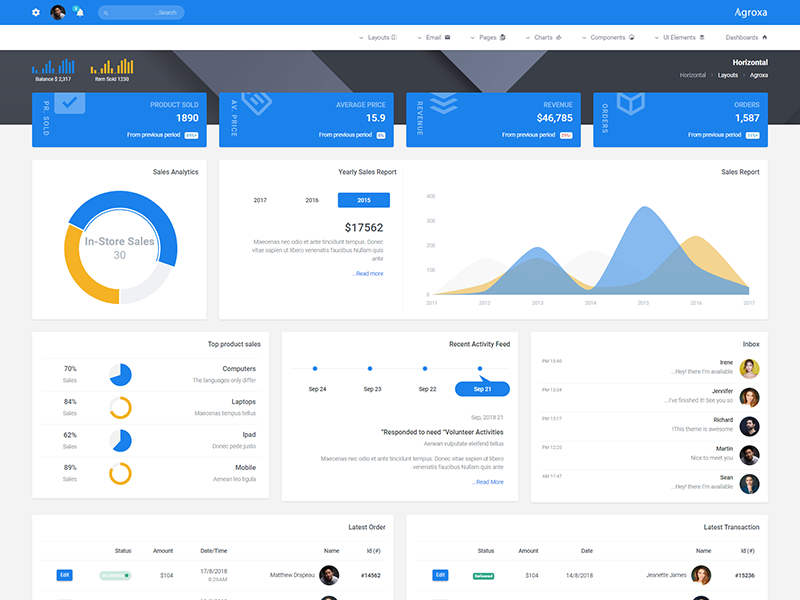 Agroxa
Search...
3
Dashboards
UI Elements
Components
Charts
Pages
Email
Layouts
Horizontal
Agroxa
Layouts
Horizontal
Balance $ 2,317
Item Sold 1230
ORDERS
ORDERS
1,587
From previous period
REVENUE
REVENUE
$46,785
From previous period
AV. PRICE
AVERAGE PRICE
15.9
From previous period
PR. SOLD
PRODUCT SOLD
1890
From previous period
Sales Report
400
300
200
100
0
2011
2012
2013
2014
2015
2016
2017
Yearly Sales Report
2017
2016
2015
$17562
Maecenas nec odio et ante tincidunt tempus. Donec
vitae sapien ut libero venenatis faucibus Nullam quis
ante
...Read more
Sales Analytics
In-Store Sales
30
Inbox
Irene
...Hey! there I'm available
PM 13:40
Jennifer
...I've finished it! See you so
PM 13:34
Richard
!This theme is awesome
PM 13:17
Martin
Nice to meet you
PM 12:20
Sean
...Hey! there I'm available
AM 11:47
Recent Activity Feed
Sep 24
Sep 23
Sep 22
Sep 21
Sep, 2018 21
"Responded to need "Volunteer Activities
Aenean vulputate eleifend tellus
Maecenas nec odio et ante tincidunt tempus. Donec vitae sapien ut libero
.venenatis faucibus Nullam quis ante
...Read More
Top product sales
Computers
The languages only differ
70%
Sales
Laptops
Maecenas tempus tellus
84%
Sales
Ipad
Donec pede justo
62%
Sales
Mobile
Aenean leo ligula
89%
Sales
Latest Transaction
Id (#)
Name
Date
Amount
Status
#15236
Jeanette James
14/8/2018
$104
Delivered
Edit
Latest Order
Id (#)
Name
Date/Time
Amount
Status
#14562
Matthew Drapeau
17/8/2018
8:26AM
$104
Edit